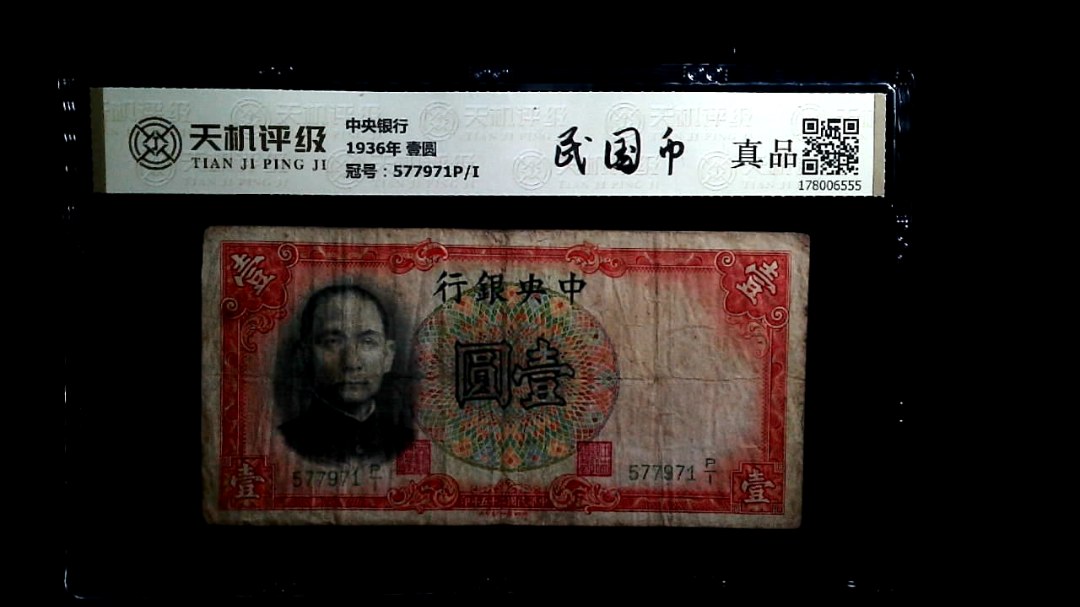 天机评级
TIAN JI PING JI
中央银行
1936年 壹圆
冠号：577971P/I
民国币
真品
178006555
壹
壹
行銀央中
圓壹
577971 P/I
577971 P/I
壹
壹